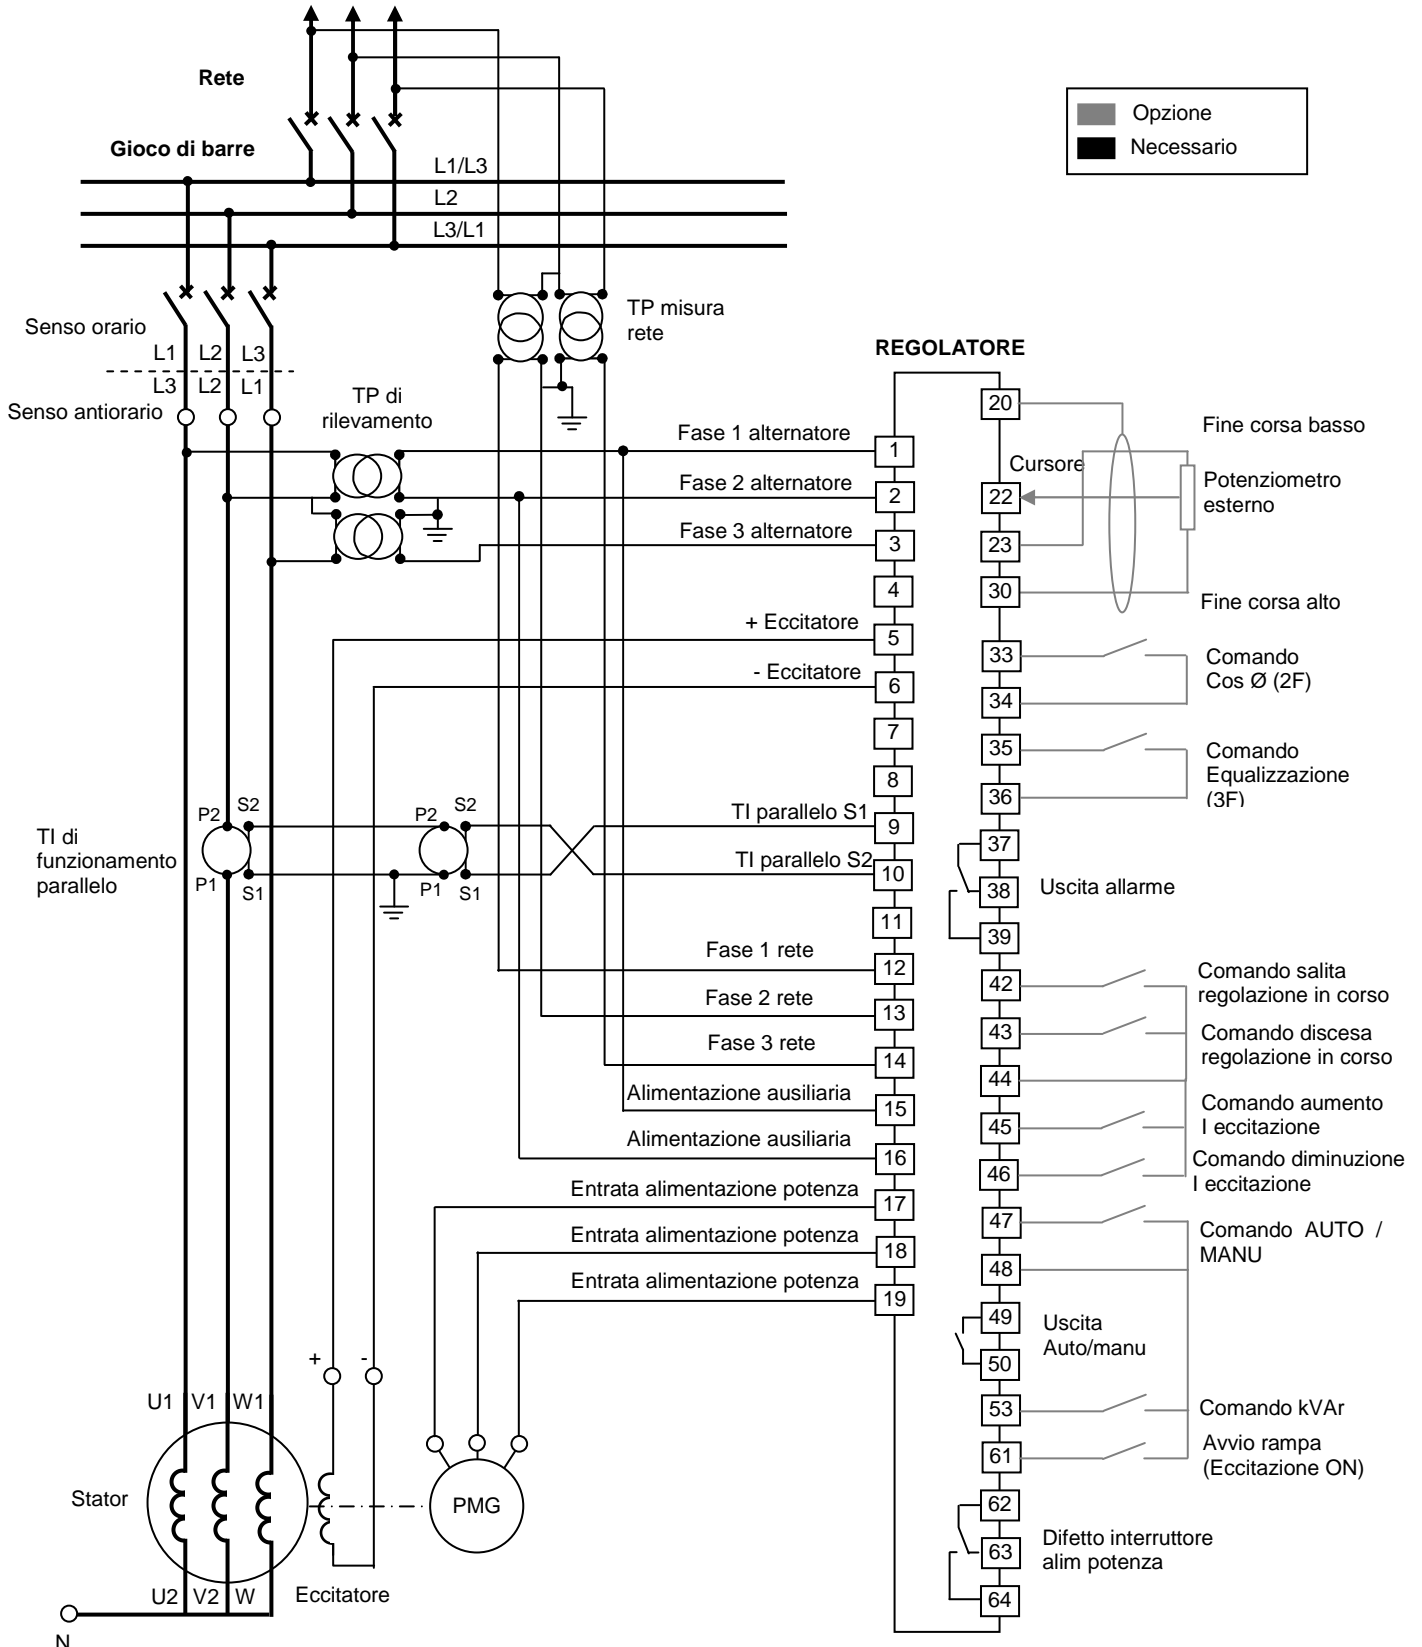 Rete
Opzione
Necessario
Gioco di barre
L1/L3
L2
L3/L1
Senso orario
L1 L2 L3
L3 L2 L1
Senso antiorario
TP di
rilevamento
TP misura
rete
REGOLATORE
Fase 1 alternatore
1
Fase 2 alternatore
2
Fase 3 alternatore
3
4
+ Eccitatore
5
- Eccitatore
6
7
8
TI parallelo S1
9
TI parallelo S2
10
11
Fase 1 rete
12
Fase 2 rete
13
Fase 3 rete
14
Alimentazione ausiliaria
15
Alimentazione ausiliaria
16
Entrata alimentazione potenza
17
Entrata alimentazione potenza
18
Entrata alimentazione potenza
19
20
Fine corsa basso
Cursore
22
Potenziometro
esterno
23
30
Fine corsa alto
33
34
Comando
Cos Ø (2F)
35
36
Comando
Equalizzazione
(3F)
37
38
39
Uscita allarme
42
Comando salita
regolazione in corso
43
Comando discesa
regolazione in corso
44
45
Comando aumento
I eccitazione
46
Comando diminuzione
I eccitazione
47
48
Comando AUTO /
MANU
49
50
Uscita
Auto/manu
53
Comando kVAr
61
Avvio rampa
(Eccitazione ON)
62
63
64
Difetto interruttore
alim potenza
TI di
funzionamento
parallelo
P2 S2
P1 S1
P2 S2
P1 S1
+ -
U1 V1 W1
Stator
PMG
U2 V2 W
Eccitatore
N